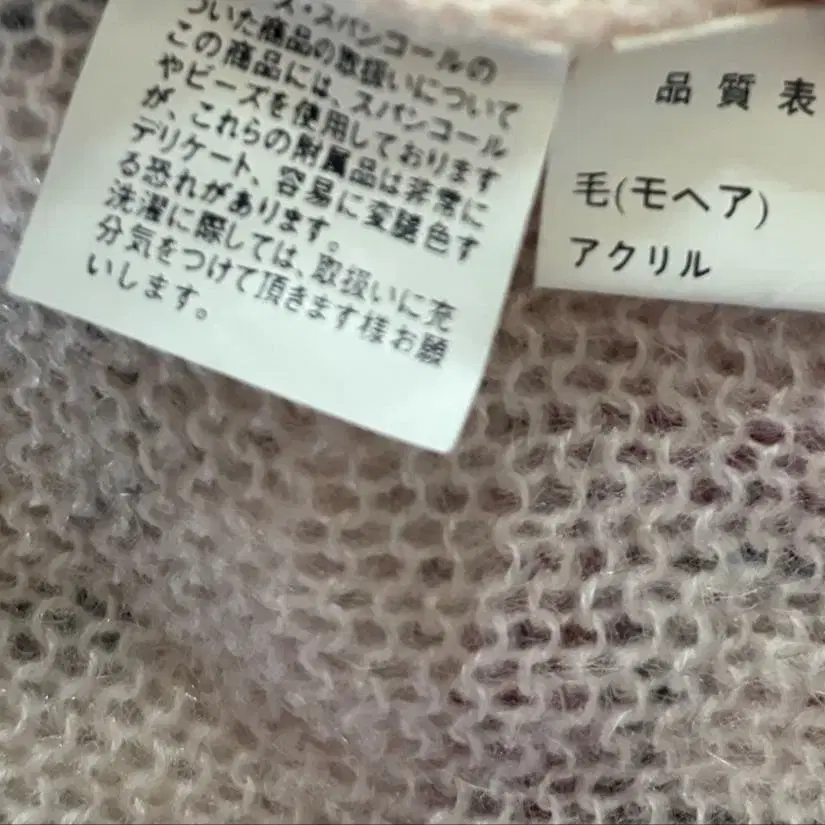 ズ・スパンコールの
ついた商品の取扱いについて
この商品には、スパンコール
やビーズを使用しております
が、これらの附属品は非常に
デリケート、容易に変褪色す
る恐れがあります。
洗濯に際しては、取扱いに充
分気をつけて頂きます様お願
いします。
品質表
毛(モヘア)
アクリル